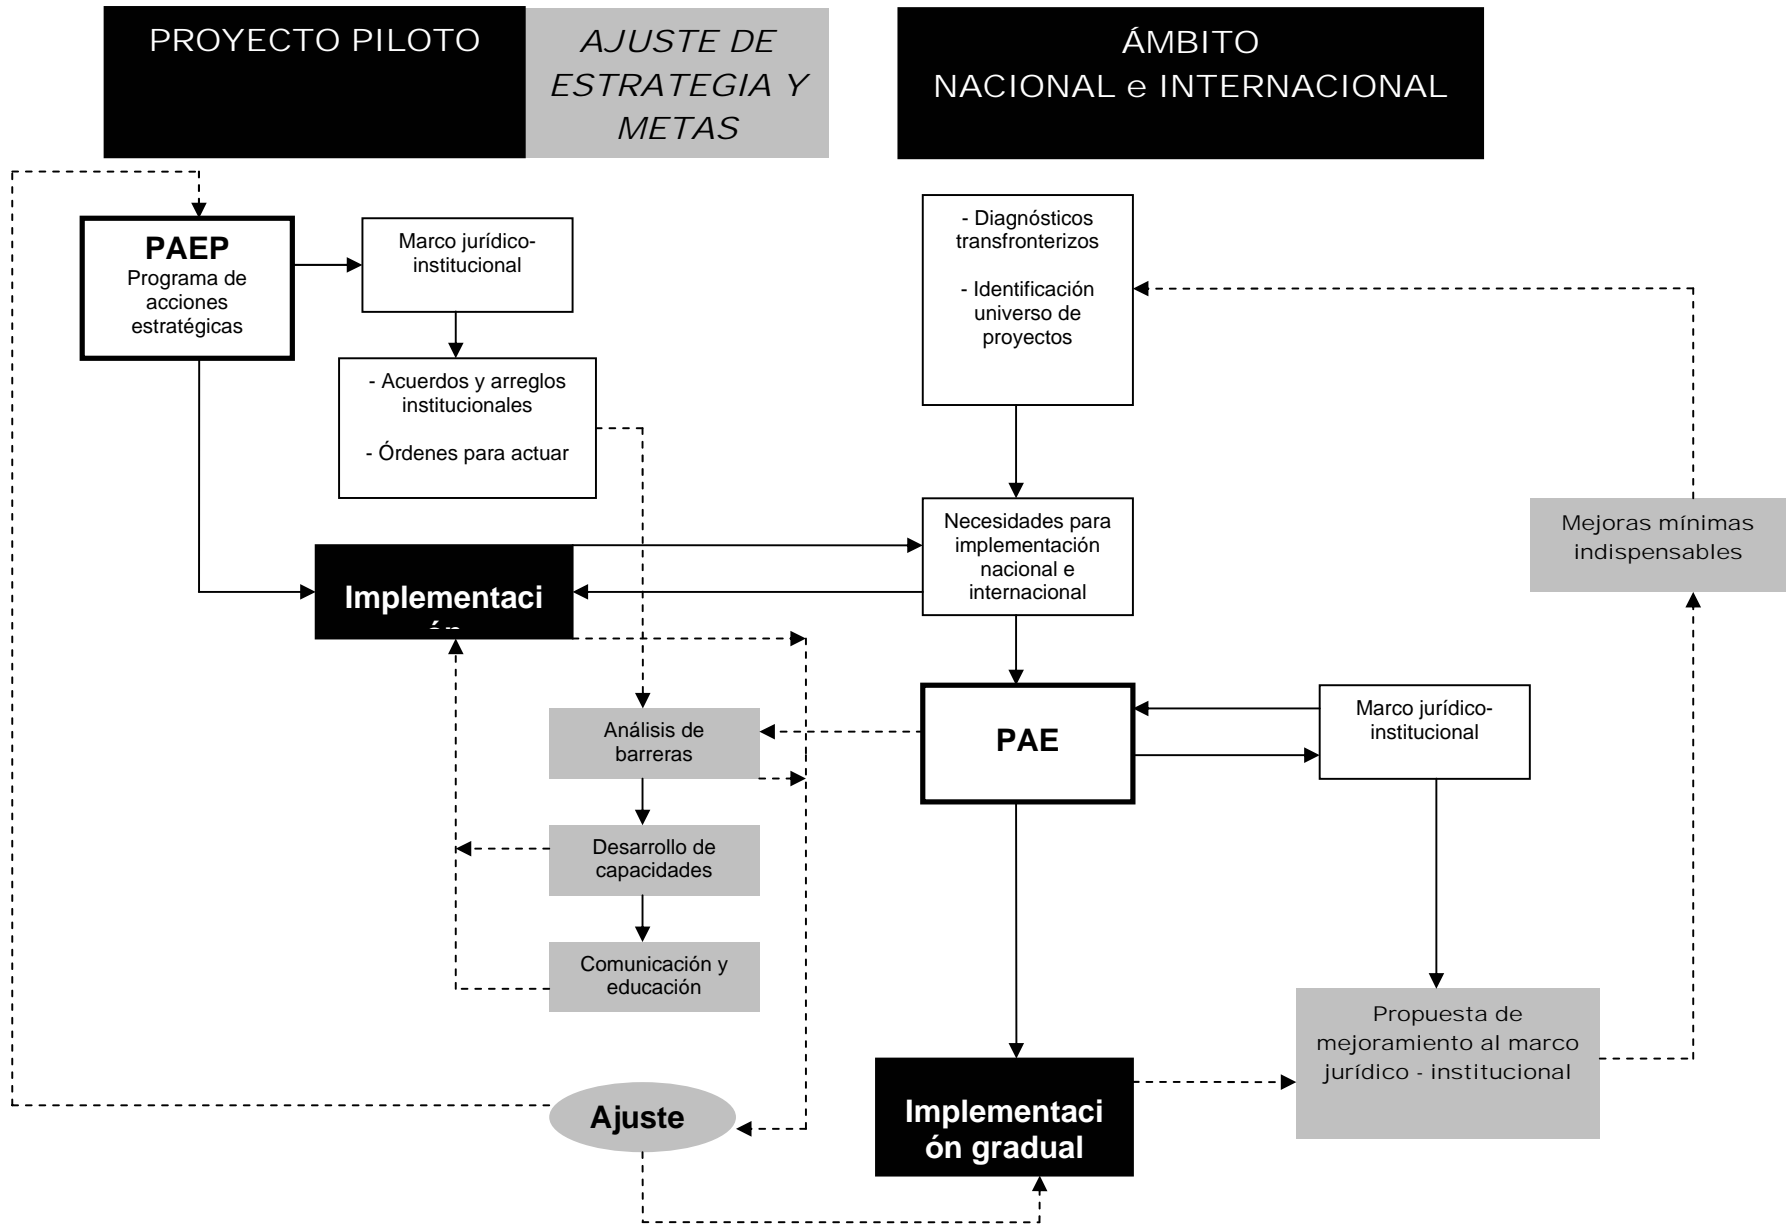 PROYECTO PILOTO
AJUSTE DE
ESTRATEGIA Y
METAS
ÁMBITO
NACIONAL e INTERNACIONAL
PAEP
Programa de
acciones
estratégicas
Marco jurídico-
institucional
- Acuerdos y arreglos
institucionales
- Órdenes para actuar
Implementaci
ón
Análisis de
barreras
Desarrollo de
capacidades
Comunicación y
educación
Ajuste
- Diagnósticos
transfronterizos
- Identificación
universo de
proyectos
Necesidades para
implementación
nacional e
internacional
PAE
Marco jurídico-
institucional
Implementaci
ón gradual
Propuesta de
mejoramiento al marco
jurídico - institucional
Mejoras mínimas
indispensables